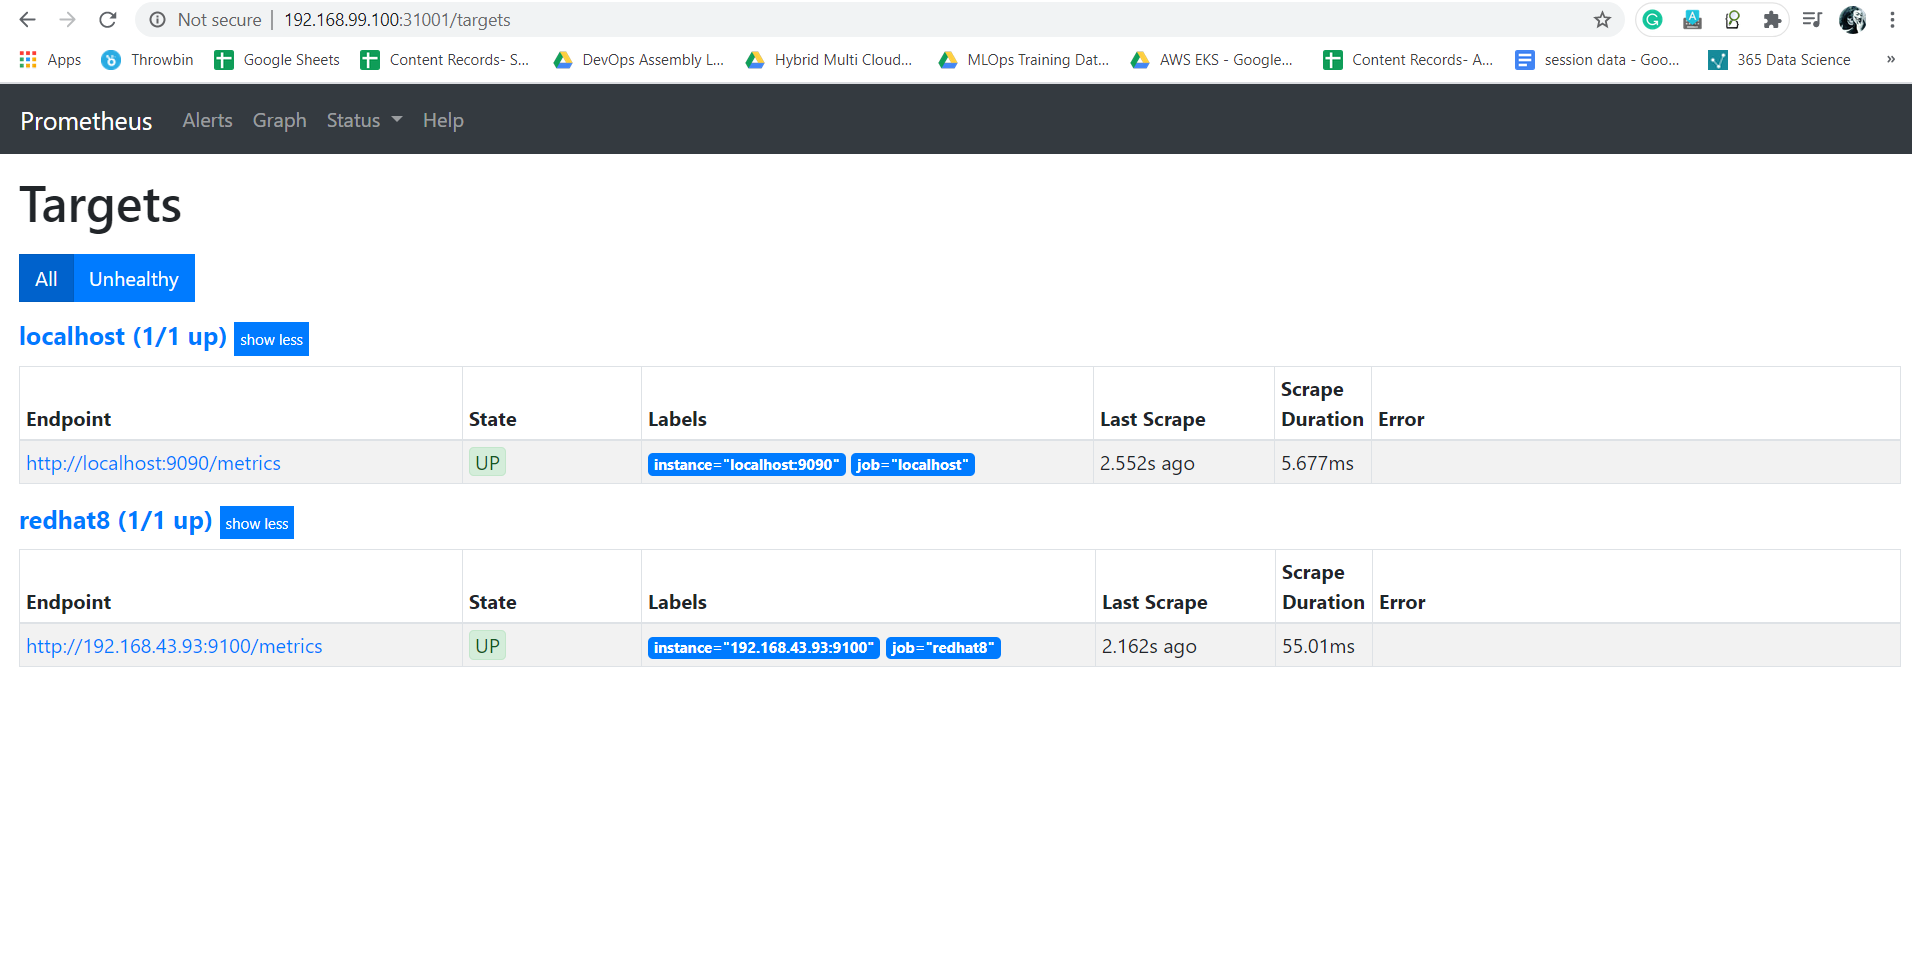 Not secure | 192.168.99.100:31001/targets
Apps Throwbin Google Sheets Content Records- S... DevOps Assembly L... Hybrid Multi Cloud... MLOps Training Dat... AWS EKS - Google... Content Records- A... session data - Goo... 365 Data Science »
Prometheus Alerts Graph Status Help
Targets
All Unhealthy
localhost (1/1 up) show less
Endpoint State Labels Last Scrape Scrape Duration Error
http://localhost:9090/metrics UP instance="localhost:9090" job="localhost" 2.552s ago 5.677ms
redhat8 (1/1 up) show less
Endpoint State Labels Last Scrape Scrape Duration Error
http://192.168.43.93:9100/metrics UP instance="192.168.43.93:9100" job="redhat8" 2.162s ago 55.01ms